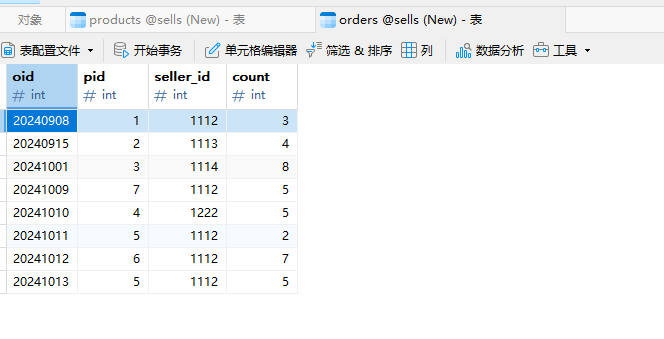 对象 products @sells (New) - 表 orders @sells (New) - 表
表配置文件 开始事务 单元格编辑器 筛选 & 排序 列 数据分析 工具
oid pid seller_id count
# int # int # int # int
20240908 1 1112 3
20240915 2 1113 4
20241001 3 1114 8
20241009 7 1112 5
20241010 4 1222 5
20241011 5 1112 2
20241012 6 1112 7
20241013 5 1112 5